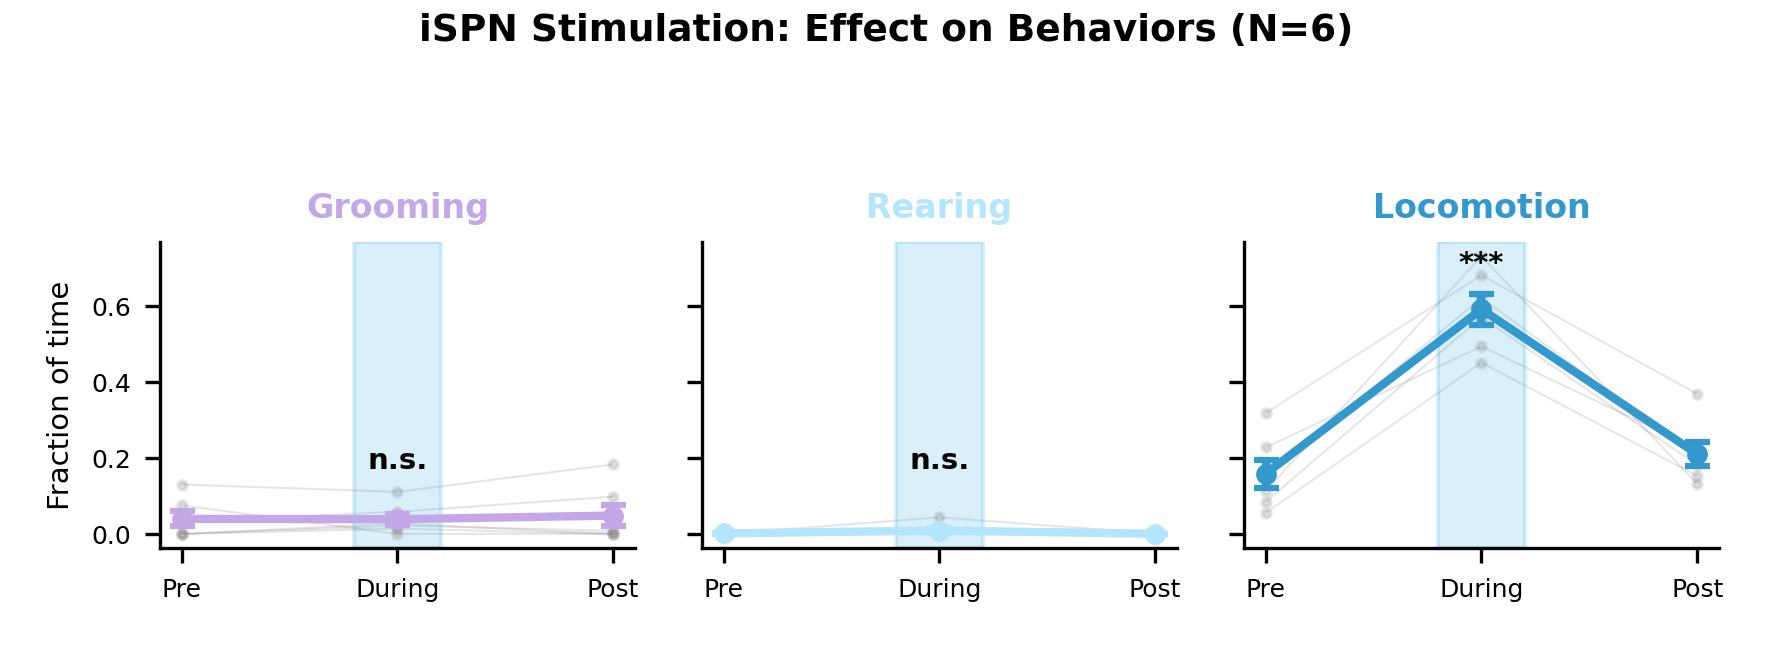 iSPN Stimulation: Effect on Behaviors (N=6)
Grooming
Rearing
Locomotion
Fraction of time
0.6
0.4
0.2
0.0
n.s.
n.s.
***
Pre
During
Post
Pre
During
Post
Pre
During
Post